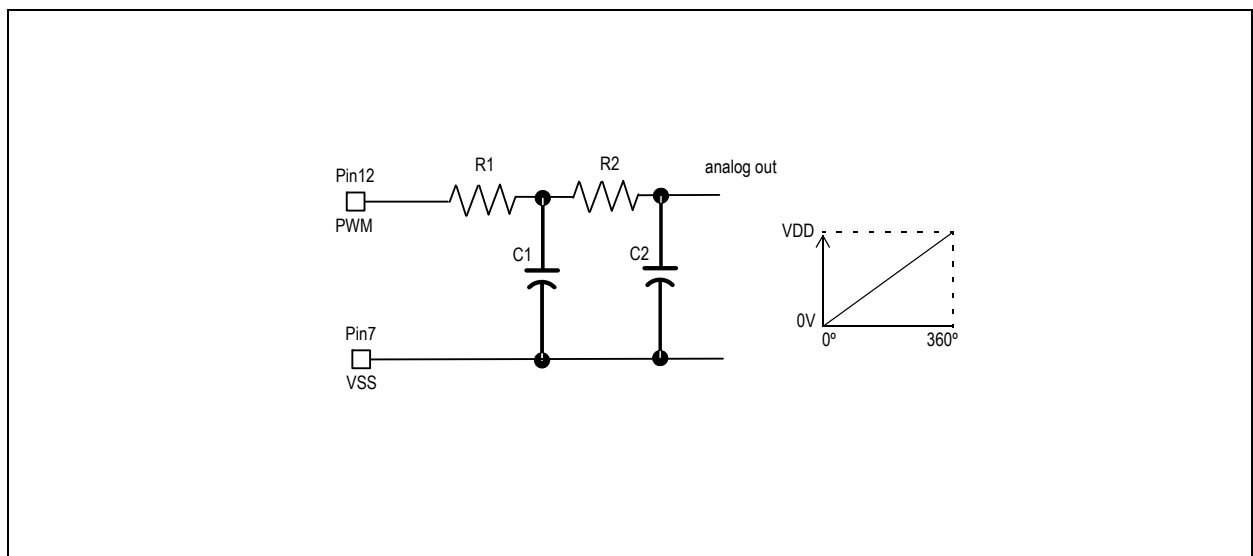 R1
R2
analog out
Pin12
PWM
C1
C2
VDD
0V
0º
360º
Pin7
VSS